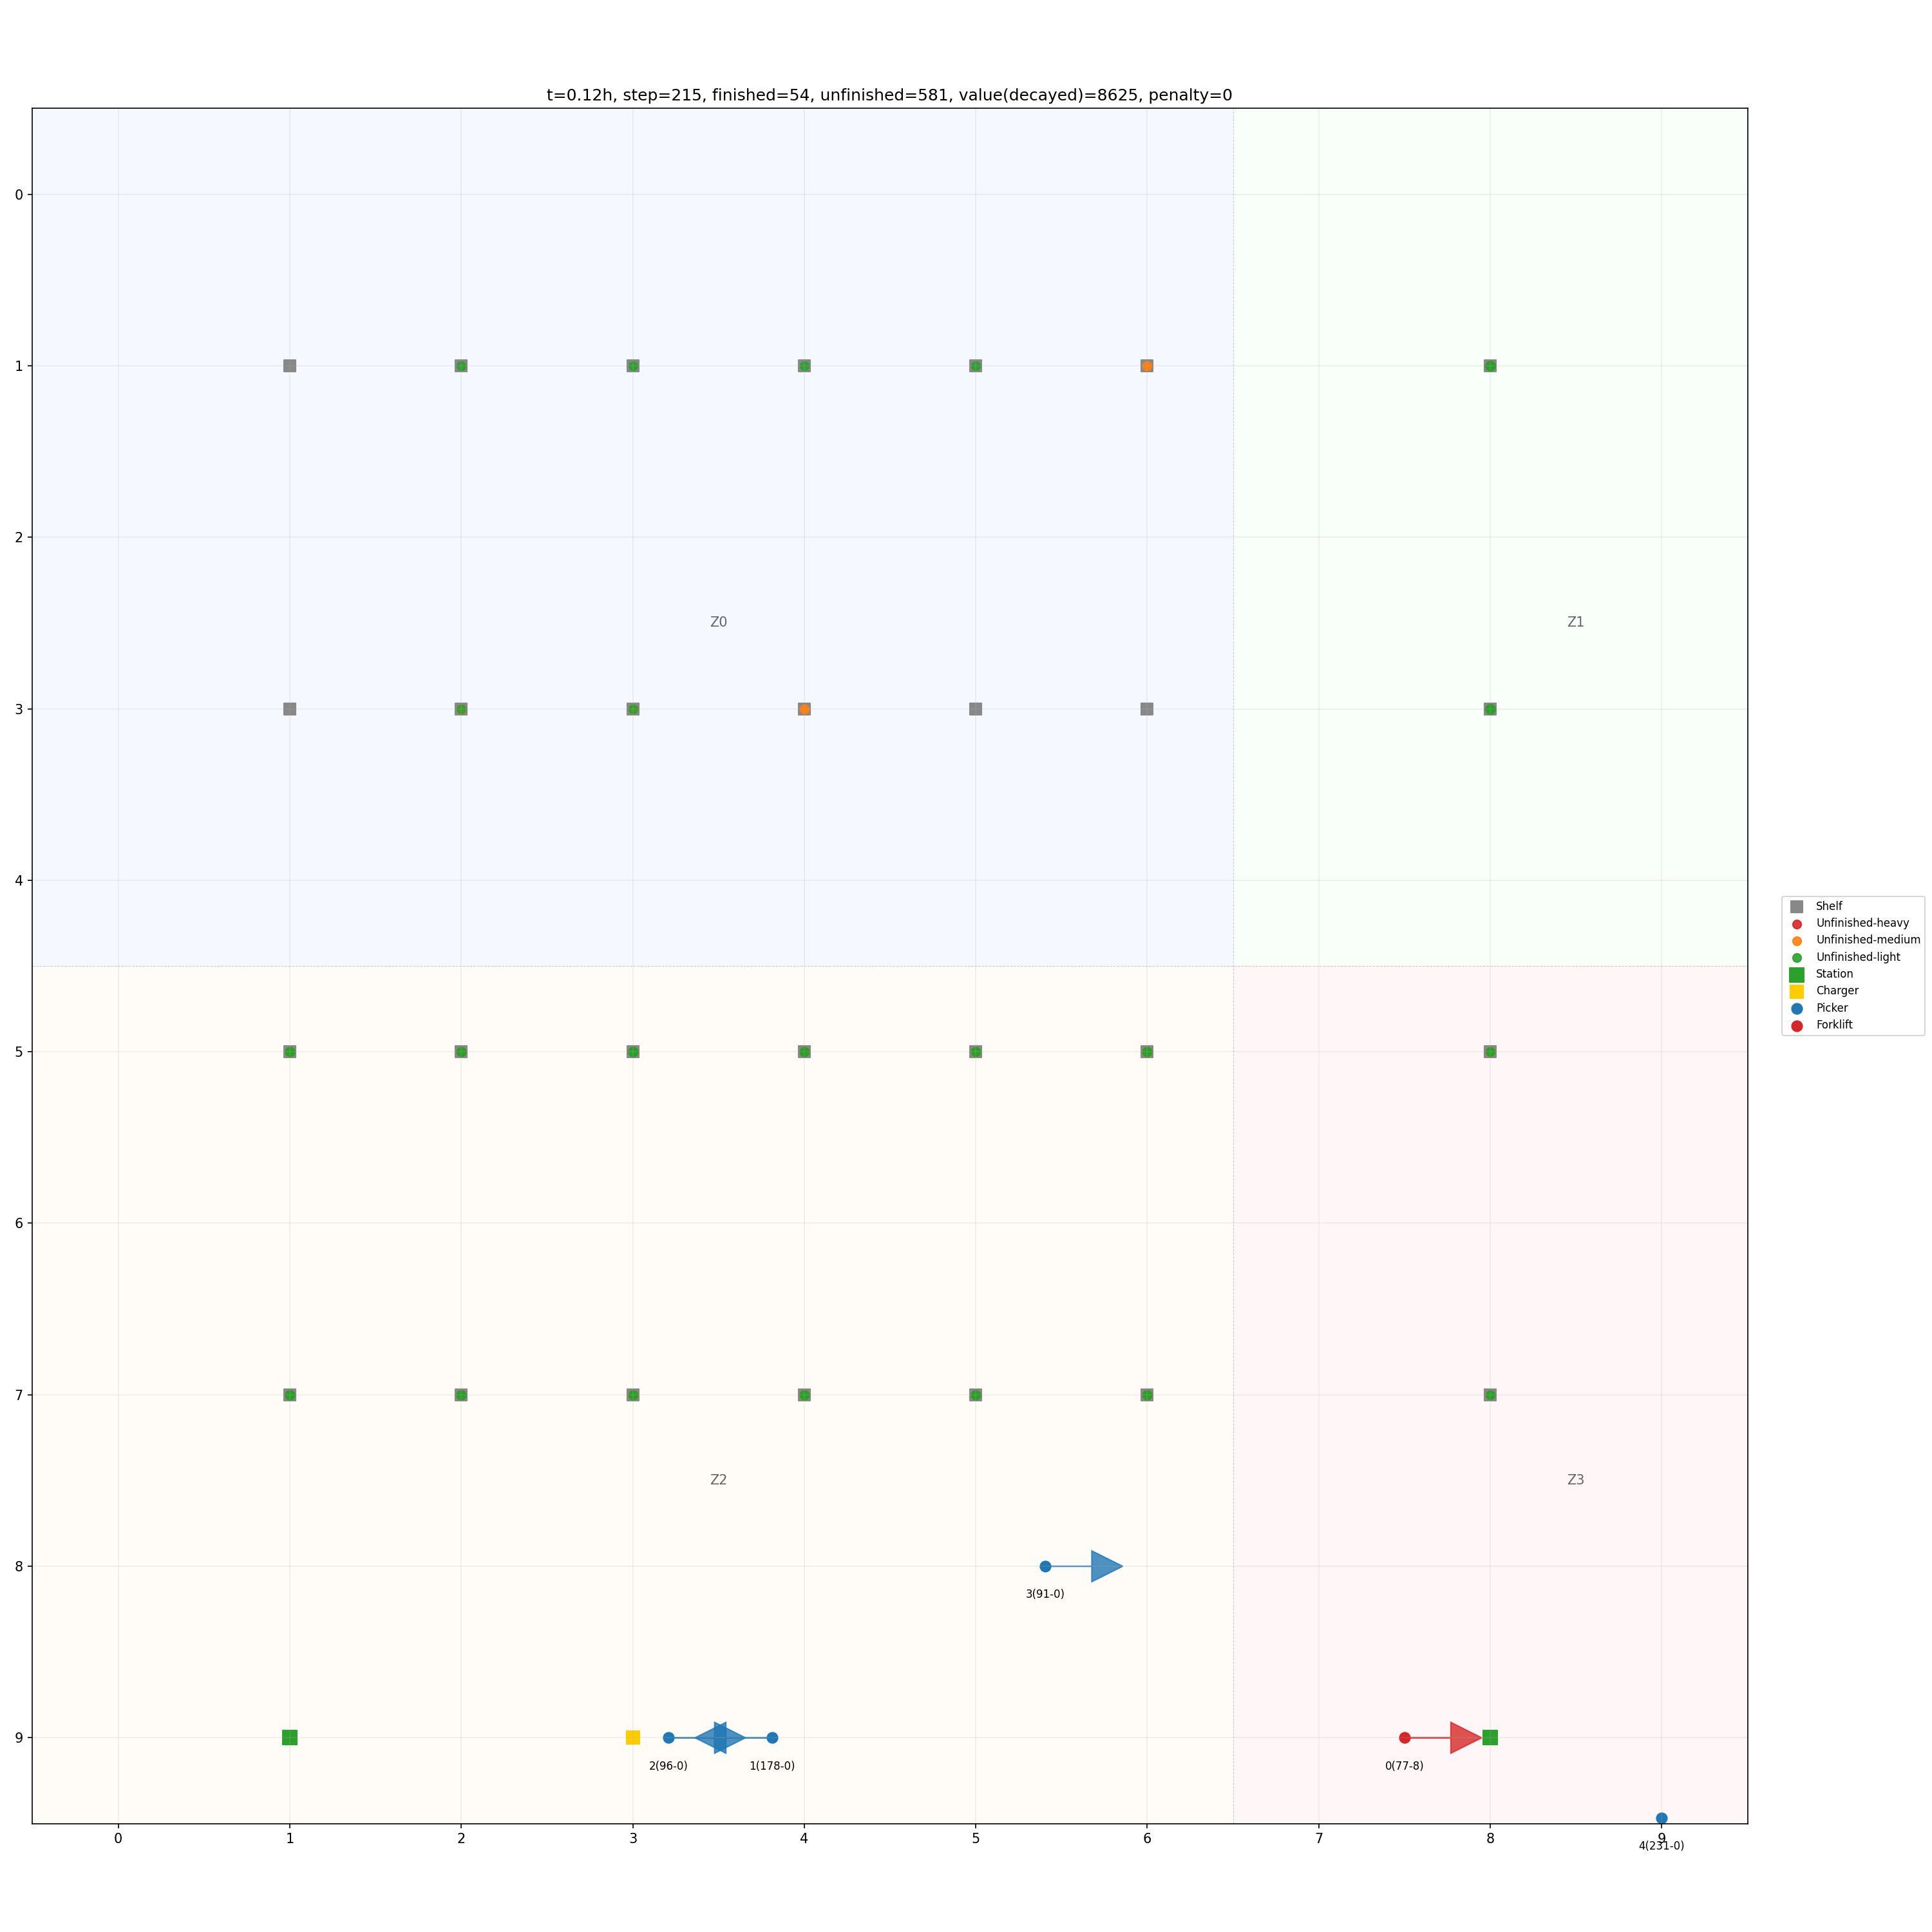 t=0.12h, step=215, finished=54, unfinished=581, value(decayed)=8625, penalty=0
0
1
2
Z0
Z1
3
4
Shelf
Unfinished-heavy
Unfinished-medium
Unfinished-light
Station
Charger
Picker
Forklift
5
6
7
Z2
Z3
8
3(91-0)
9
2(96-0)
1(178-0)
0(77-8)
0
1
2
3
4
5
6
7
8
9
4(231-0)